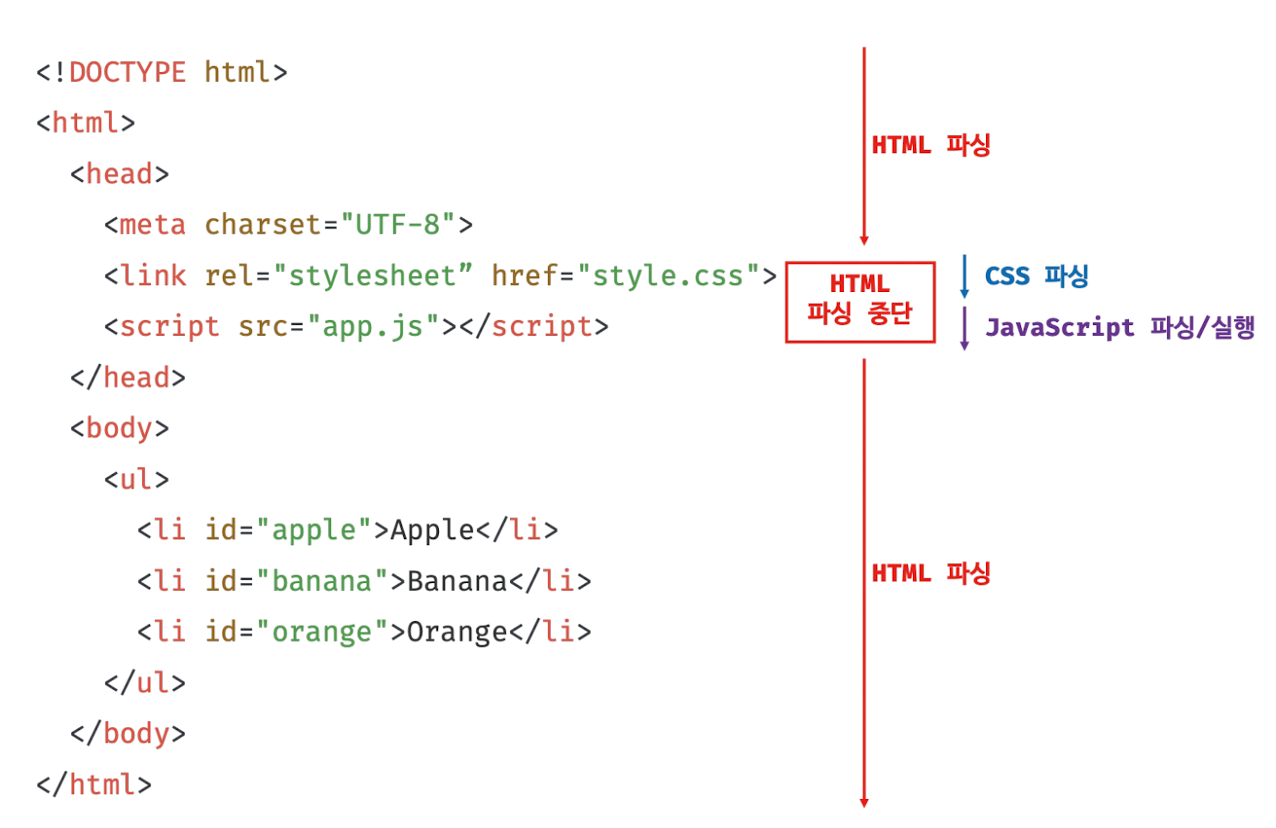 <!DOCTYPE html>
<html>
<head>
<meta charset="UTF-8">
<link rel="stylesheet” href="style.css">
<script src="app.js"></script>
</head>
<body>
<ul>
<li id="apple">Apple</li>
<li id="banana">Banana</li>
<li id="orange">Orange</li>
</ul>
</body>
</html>
HTML 파싱
HTML
파싱 중단
CSS 파싱
JavaScript 파싱/실행
HTML 파싱